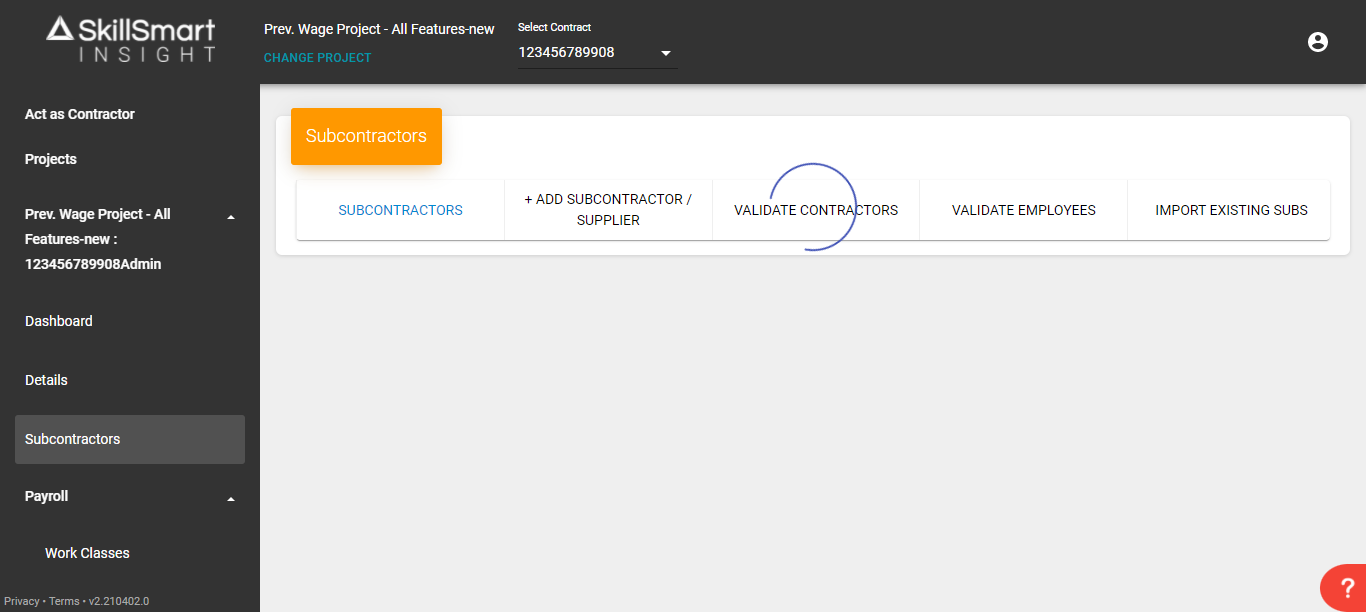 SkillSmart
INSIGHT
Prev. Wage Project - All Features-new
CHANGE PROJECT
Select Contract
123456789908
Act as Contractor
Projects
Prev. Wage Project - All
Features-new :
123456789908Admin
Dashboard
Details
Subcontractors
Payroll
Work Classes
Privacy • Terms • v2.210402.0
Subcontractors
SUBCONTRACTORS
+ ADD SUBCONTRACTOR /
SUPPLIER
VALIDATE CONTRACTORS
VALIDATE EMPLOYEES
IMPORT EXISTING SUBS
?